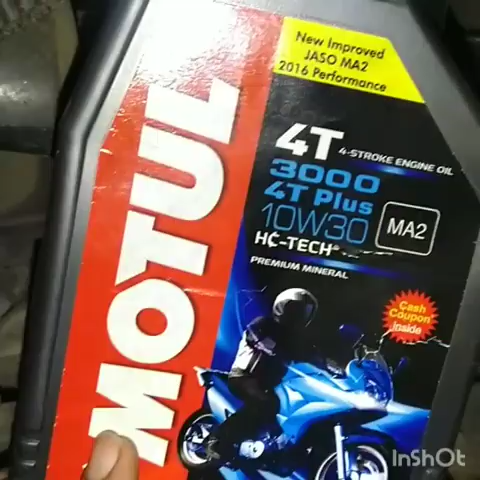 New Improved
JASO MA2
2016 Performance
MOTUL
4T 4-STROKE ENGINE OIL
3000
4T Plus
10W30
MA2
HC-TECH
PREMIUM MINERAL
Cash
Coupon
Inside
InShOt